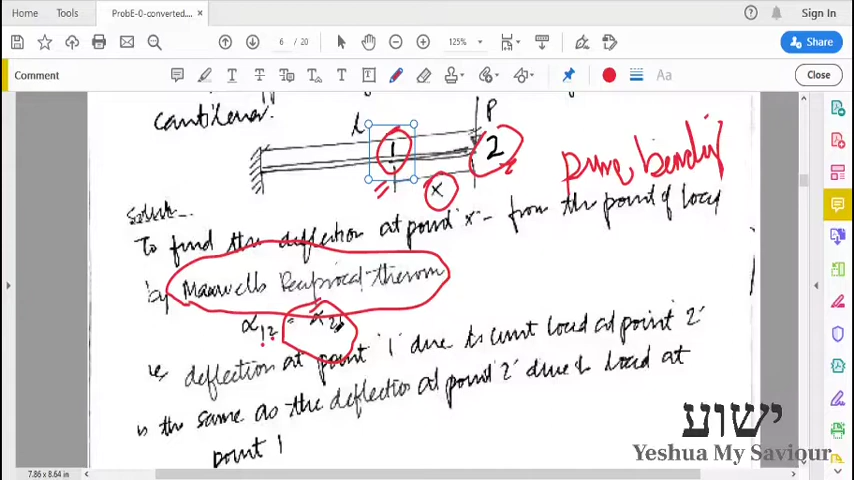 Home Tools ProbE-0-converted.... × Sign In
6 / 20 125% Share
Comment Close
cantilever.
l P
1 2
x
pure bending
Solution
To find the deflection at point 'x' from the point of load
by Maxwells Reciprocal theorem
α12 = α21
is deflection at point '1' due to unit load at point '2'
is the same as the deflection at point '2' due to load at
point 1
ישוע
Yeshua My Saviour
7.86 x 8.64 in